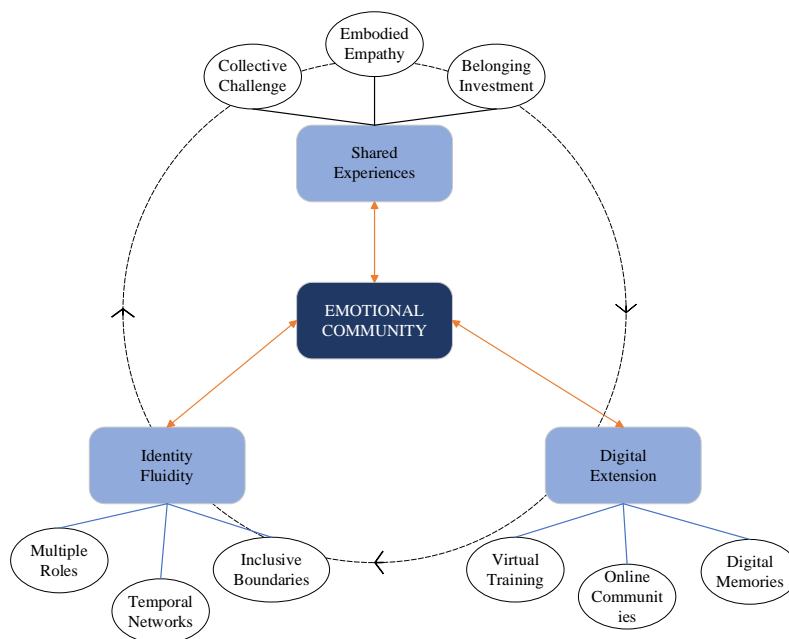 Embodied
Empathy
Collective
Challenge
Belonging
Investment
Shared
Experiences
EMOTIONAL
COMMUNITY
Identity
Fluidity
Digital
Extension
Multiple
Roles
Temporal
Networks
Inclusive
Boundaries
Virtual
Training
Online
Communit
ies
Digital
Memories